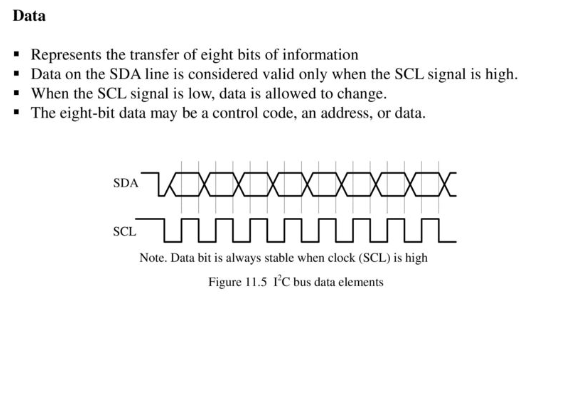 Data
▪ Represents the transfer of eight bits of information
▪ Data on the SDA line is considered valid only when the SCL signal is high.
▪ When the SCL signal is low, data is allowed to change.
▪ The eight-bit data may be a control code, an address, or data.
SDA
SCL
Note. Data bit is always stable when clock (SCL) is high
Figure 11.5 I²C bus data elements